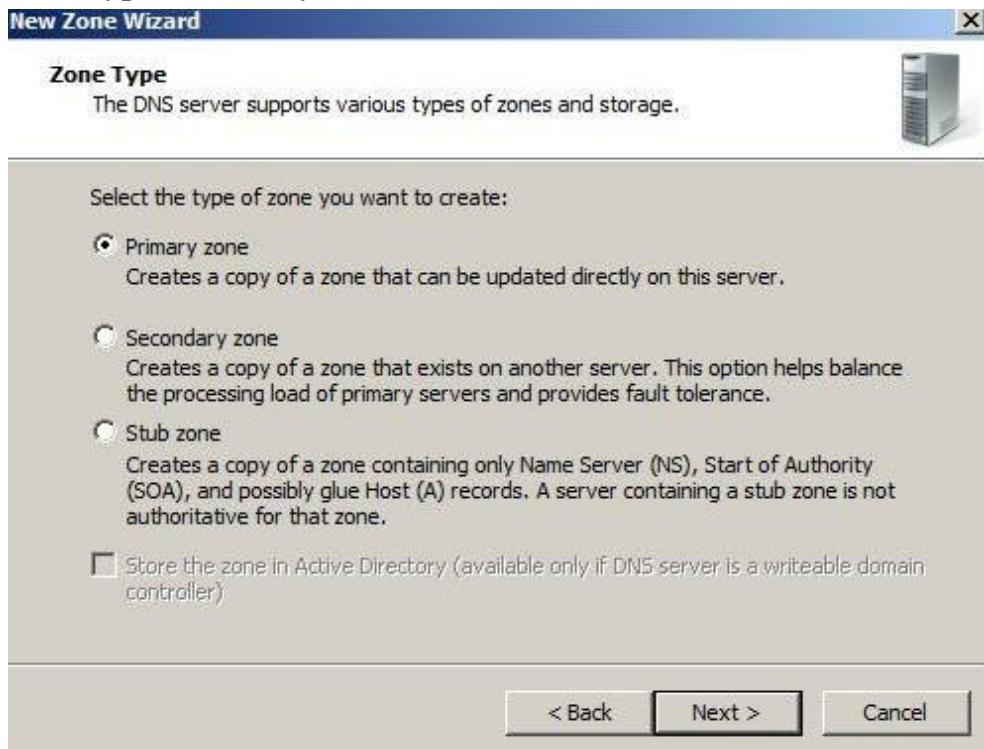 New Zone Wizard
Zone Type
The DNS server supports various types of zones and storage.
Select the type of zone you want to create:
Primary zone
Creates a copy of a zone that can be updated directly on this server.
Secondary zone
Creates a copy of a zone that exists on another server. This option helps balance
the processing load of primary servers and provides fault tolerance.
Stub zone
Creates a copy of a zone containing only Name Server (NS), Start of Authority
(SOA), and possibly glue Host (A) records. A server containing a stub zone is not
authoritative for that zone.
Store the zone in Active Directory (available only if DNS server is a writeable domain
controller)
< Back Next > Cancel